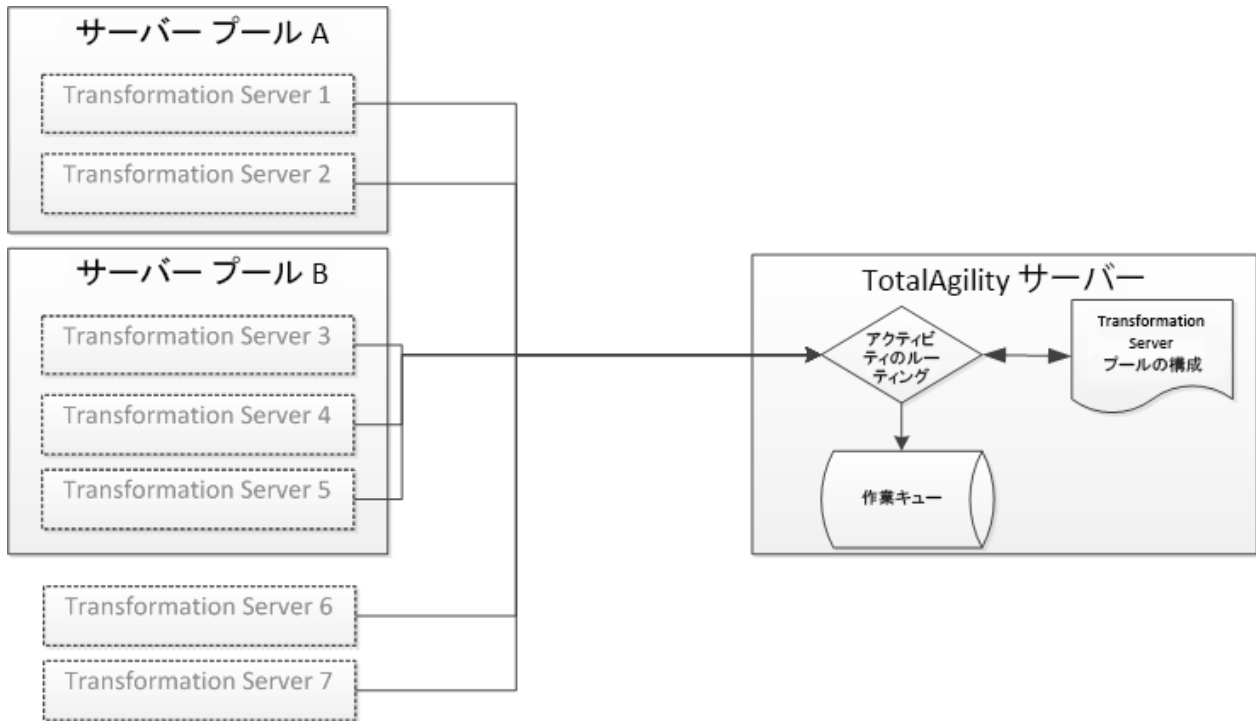 サーバー プール A
Transformation Server 1
Transformation Server 2
サーバー プール B
Transformation Server 3
Transformation Server 4
Transformation Server 5
Transformation Server 6
Transformation Server 7
TotalAgility サーバー
アクティビ
ティのルー
ティング
Transformation
Server
プールの構成
作業キュー